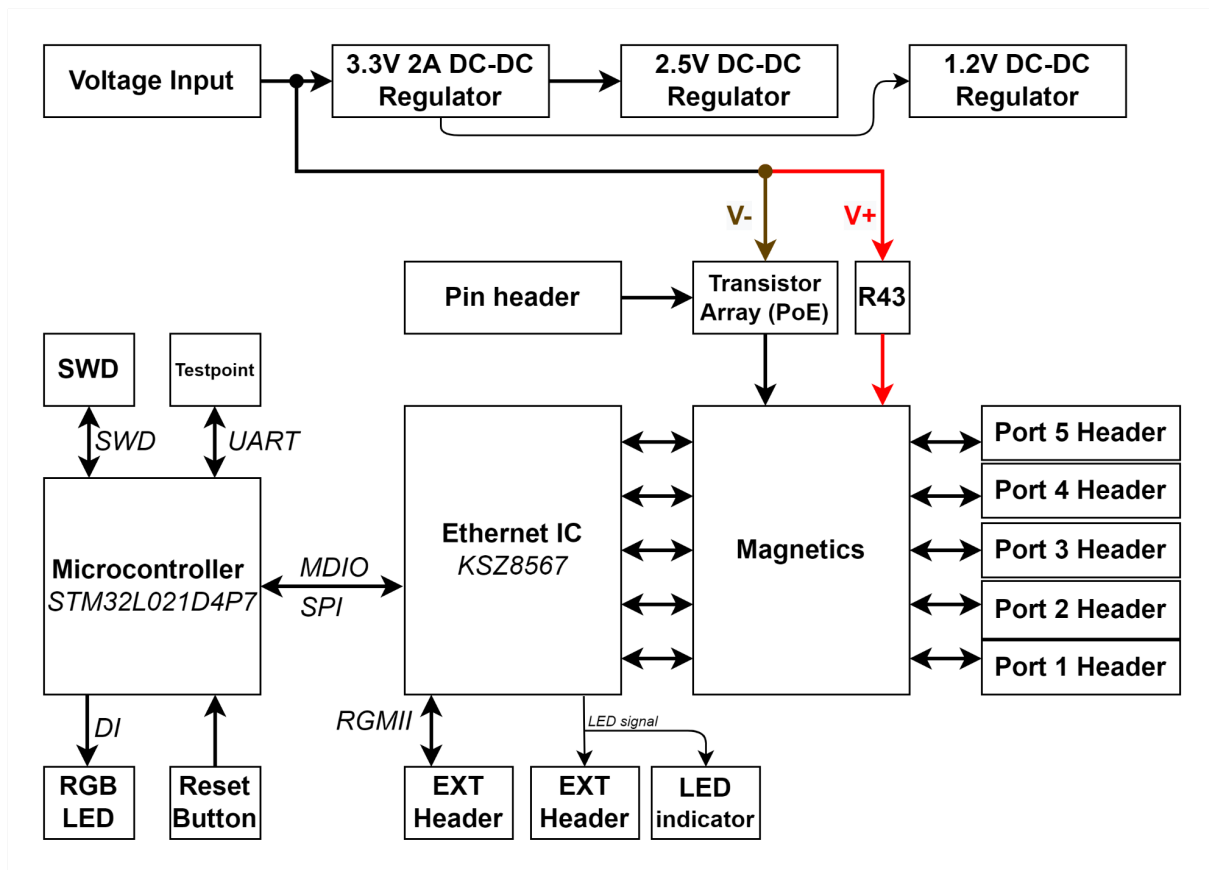 Voltage Input
3.3V 2A DC-DC
Regulator
2.5V DC-DC
Regulator
1.2V DC-DC
Regulator
V-
V+
Pin header
Transistor
Array (PoE)
R43
SWD
Testpoint
SWD
UART
Microcontroller
STM32L021D4P7
MDIO
SPI
Ethernet IC
KSZ8567
Magnetics
Port 5 Header
Port 4 Header
Port 3 Header
Port 2 Header
Port 1 Header
DI
RGMII
LED signal
RGB
LED
Reset
Button
EXT
Header
EXT
Header
LED
indicator